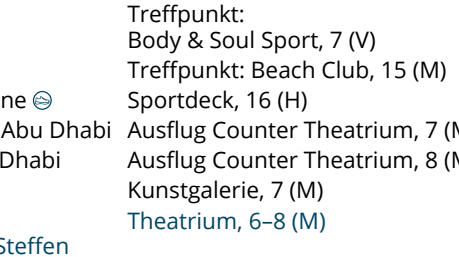 Treffpunkt:
Body & Soul Sport, 7 (V)
Treffpunkt: Beach Club, 15 (M)
Sportdeck, 16 (H)
Abu Dhabi Ausflug Counter Theatrium, 7
Dhabi Ausflug Counter Theatrium, 8
Kunstgalerie, 7 (M)
Theatrium, 6–8 (M)
Steffen